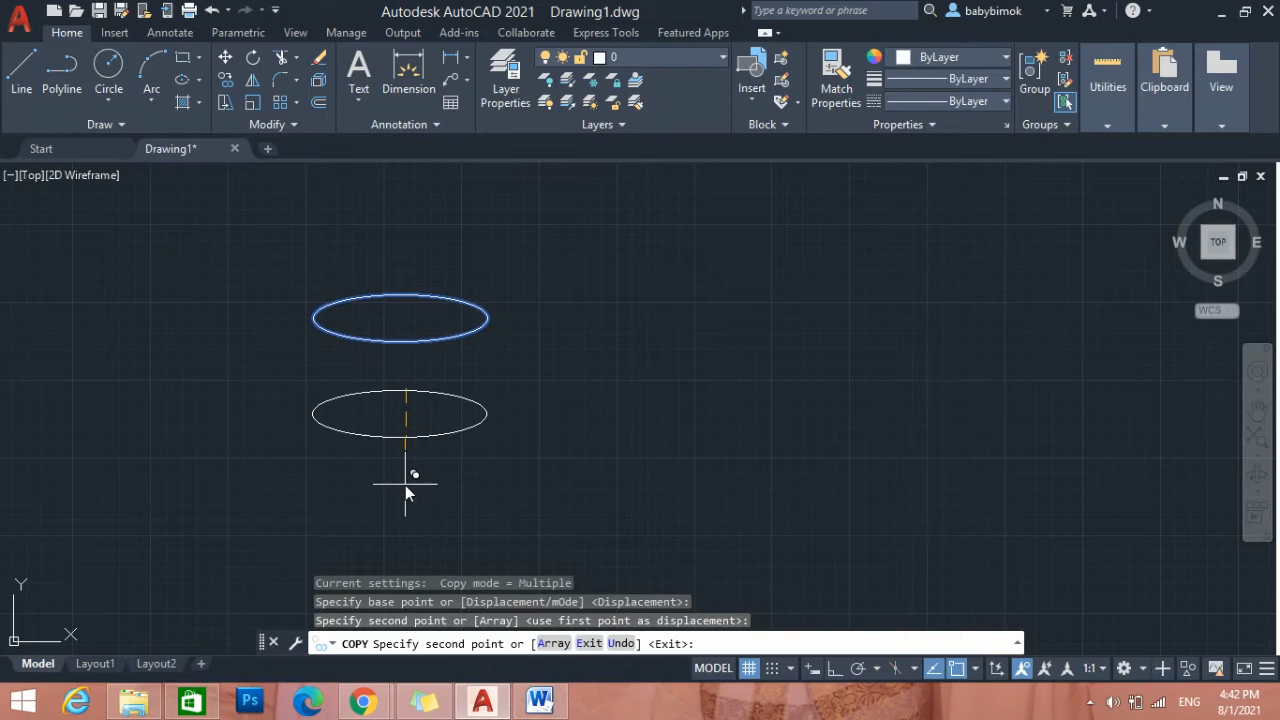 Autodesk AutoCAD 2021 Drawing1.dwg
Type a keyword or phrase
babybimok
Home Insert Annotate Parametric View Manage Output Add-ins Collaborate Express Tools Featured Apps
Line Polyline Circle Arc
Text Dimension
Layer Properties
0
Insert
Match Properties
ByLayer
ByLayer
ByLayer
Group
Utilities Clipboard View
Draw Modify Annotation Layers Block Properties Groups
Start Drawing1*
[−][Top][2D Wireframe]
N
W TOP E
S
WCS
Y
X
Current settions: Copy mode = Multiple
Specify base point or [Displacement/mOde] <Displacement>:
Specify second point or [Array] <use first point as displacement>:
COPY Specify second point or [Array Exit Undo] <Exit>:
Model Layout1 Layout2
MODEL 1:1
Ps
ENG
4:42 PM
8/1/2021